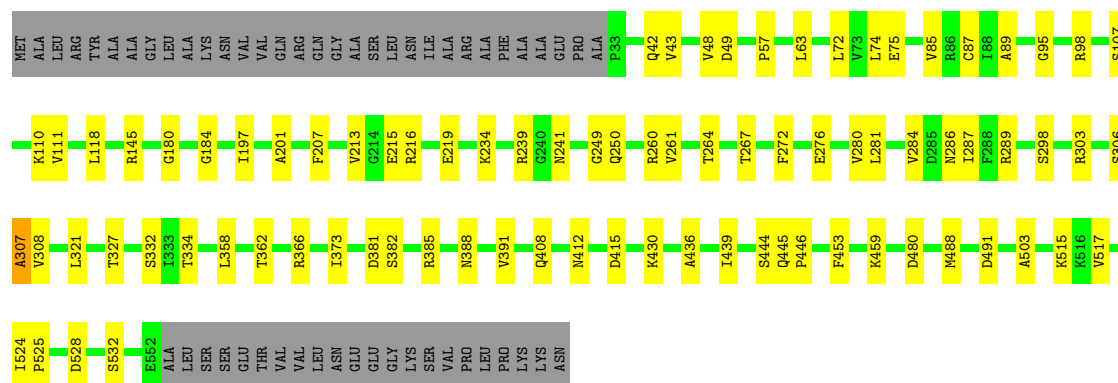 MET ALA LEU ARG TYR ALA ALA GLY LEU ALA LYS ASN VAL VAL GLN ARG GLN GLY ALA SER LEU ASN ILE ALA ARG ALA PHE ALA ALA GLU PRO ALA P33 Q42 V43 V48 D49 P57 L63 L72 V73 L74 E75 V85 R86 C87 I88 A89 G95 R98 S107
K110 V111 L118 R145 G180 G184 I197 A201 F207 V213 G214 E215 R216 E219 K234 R239 G240 N241 G249 Q250 R260 V261 T264 T267 F272 E276 V280 L281 V284 D285 N286 I287 F288 R289 S298 R303 S306
A307 V308 L321 T327 S332 I333 T334 L358 T362 R366 I373 D381 S382 R385 N388 V391 Q408 N412 D415 K430 A436 I439 S444 Q445 P446 F453 K459 D480 M488 D491 A503 K515 K516 V517
I524 P525 D528 S532 E552 ALA LEU SER SER GLU THR VAL VAL LEU ASN GLU GLU GLY LYS SER VAL PRO LEU PRO LYS LYS ASN